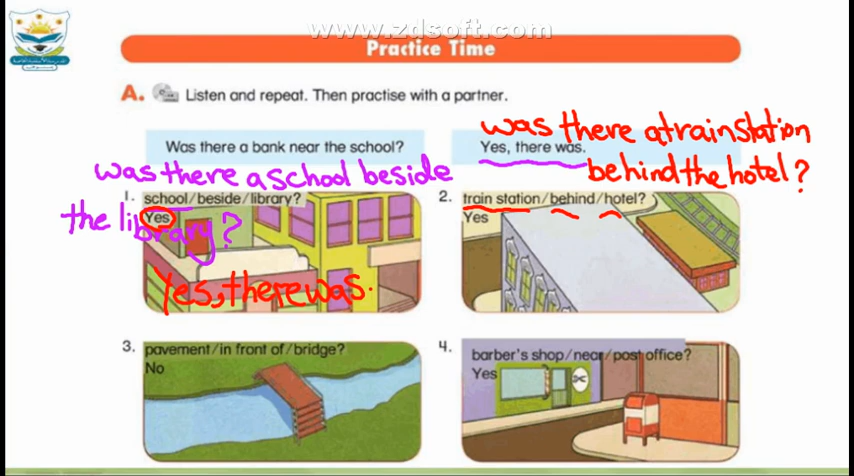 www.zdsoft.com
Practice Time
A. Listen and repeat. Then practise with a partner.
Was there a bank near the school?
Yes, there was.
was there a train station
behind the hotel?
was there a school beside
the library?
1. school/beside/library?
Yes
Yes, there was.
2. train station/behind/hotel?
Yes
3. pavement/in front of/bridge?
No
4. barber's shop/near/post office?
Yes